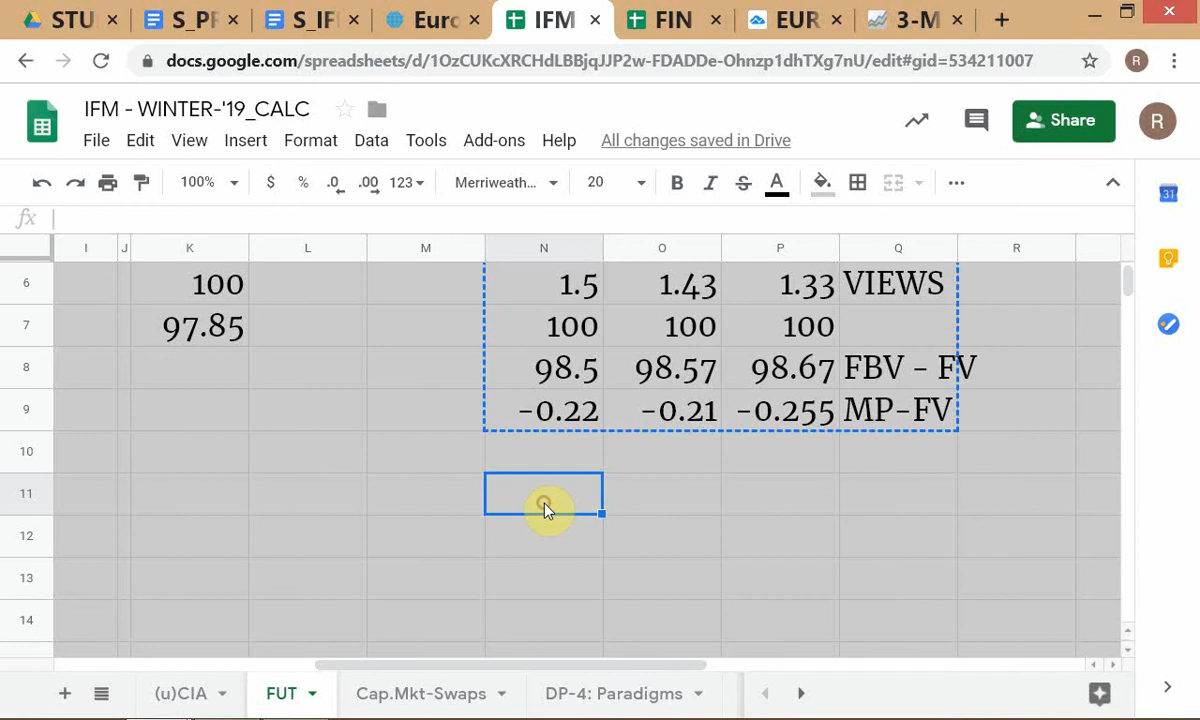 STU × S_PF × S_IF × Euro × IFM × FIN × EUR × 3-M × +
docs.google.com/spreadsheets/d/1OzCUKcXRCHdLBBjqJJP2w-FDADDe-Ohnzp1dhTXg7nU/edit#gid=534211007 R
IFM - WINTER-'19_CALC
File Edit View Insert Format Data Tools Add-ons Help All changes saved in Drive
Share R
100% $ % .0 .00 123 Merriweath... 20 B I S A
fx
I J K L M N O P Q R
6 100 1.5 1.43 1.33 VIEWS
7 97.85 100 100 100
8 98.5 98.57 98.67 FBV - FV
9 -0.22 -0.21 -0.255 MP-FV
10
11
12
13
14
+ (u)CIA FUT Cap.Mkt-Swaps DP-4: Paradigms
31